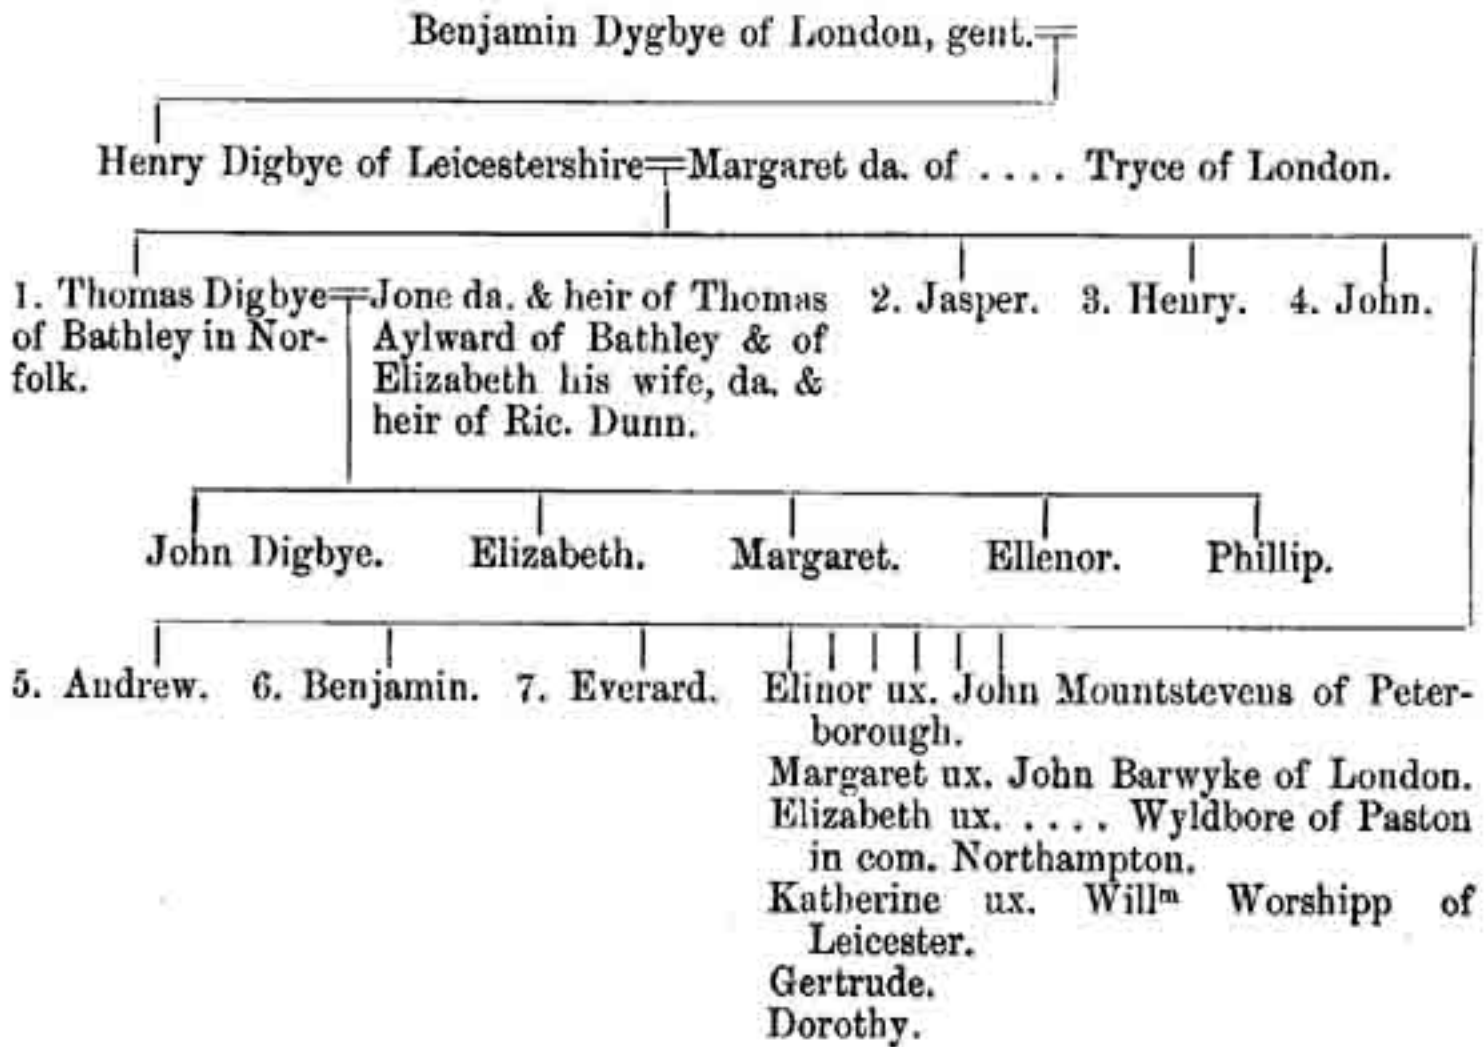 Benjamin Dygbye of London, gent.
Henry Digbye of Leicestershire Margaret da. of .... Tryce of London.
1. Thomas Digbye
of Bathley in Nor-
folk.
Jone da. & heir of Thomas
Aylward of Bathley & of
Elizabeth his wife, da. &
heir of Ric. Dunn.
2. Jasper. 3. Henry. 4. John.
John Digbye. Elizabeth. Margaret. Ellenor. Phillip.
5. Andrew. 6. Benjamin. 7. Everard.
Elinor ux. John Mountstevens of Peter-
borough.
Margaret ux. John Barwyke of London.
Elizabeth ux. .... Wyldbore of Paston
in com. Northampton.
Katherine ux. Willᵐ Worshipp of
Leicester.
Gertrude.
Dorothy.